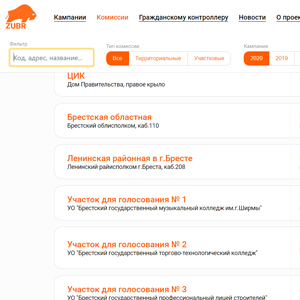 ZUBR
Кампании Комиссии Гражданскому контролеру Новости О
Фильтр Тип комиссии Кампания
Код, адрес, название... Все Территориальные Участковые 2020 2019
ЦИК
Дом Правительства, правое крыло
Брестская областная
Брестский облисполком, каб.110
Ленинская районная в г.Бресте
Ленинский райисполком г.Бреста, каб.208
Участок для голосования № 1
УО "Брестский государственный музыкальный колледж им.г.Ширмы"
Участок для голосования № 2
УО "Брестский государственный торгово-технологический колледж"
Участок для голосования № 3
УО "Брестский государственный профессиональный лицей строителей"